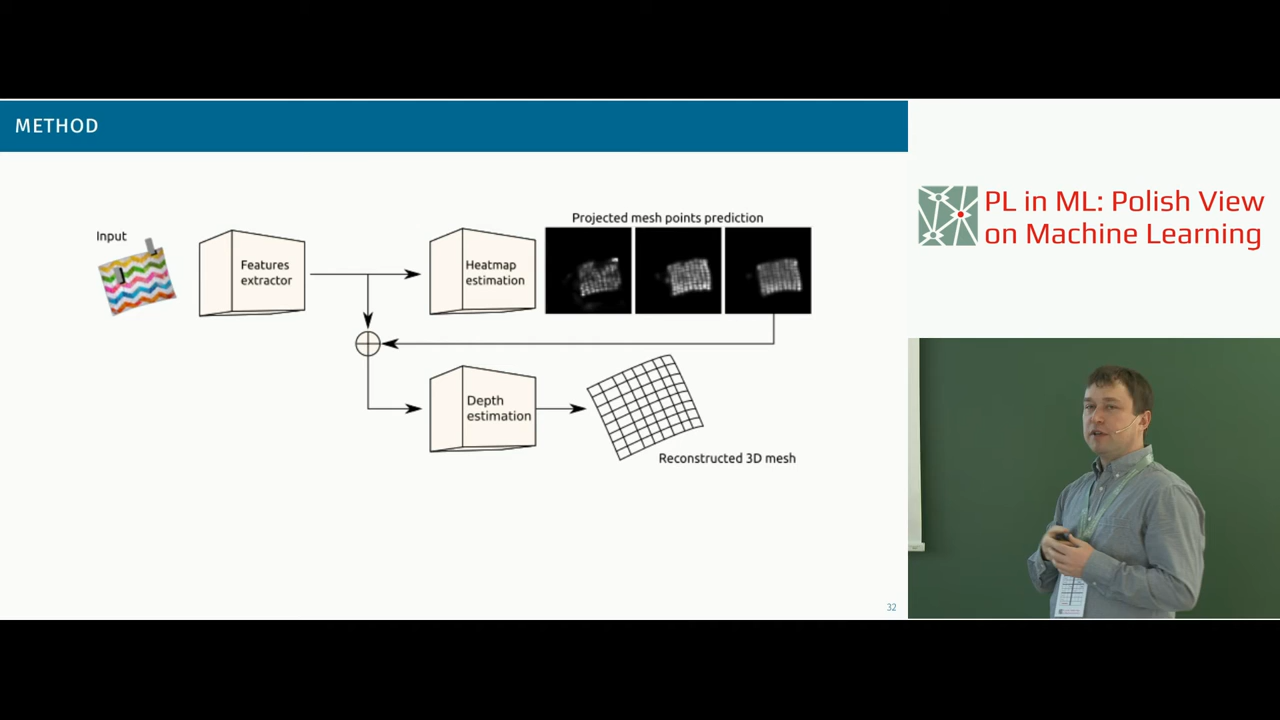 METHOD
Input
Features
extractor
Heatmap
estimation
Projected mesh points prediction
Depth
estimation
Reconstructed 3D mesh
32
PL in ML: Polish View
on Machine Learning